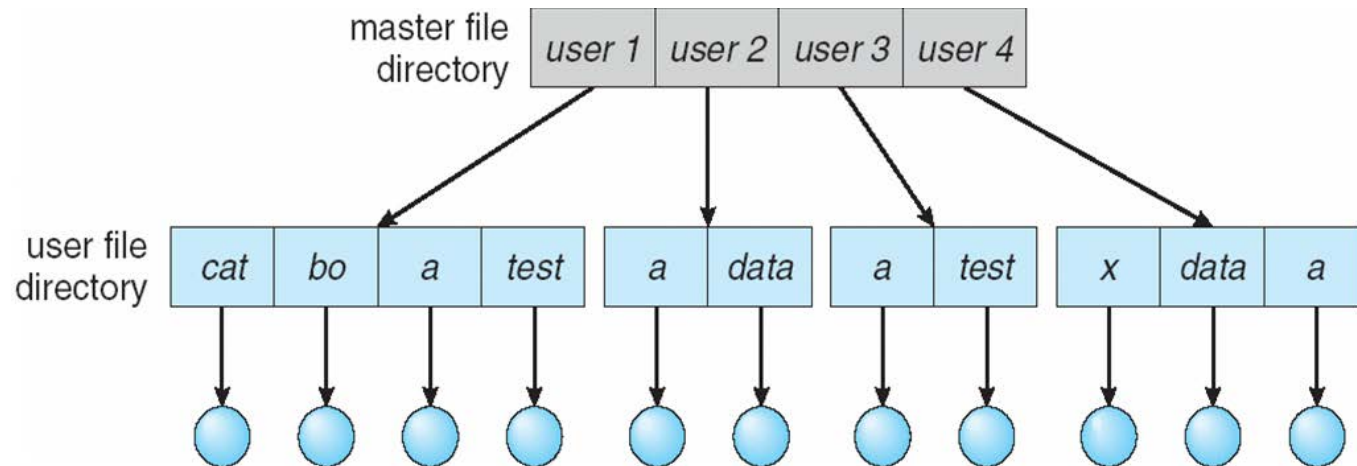 master file
directory
user 1 user 2 user 3 user 4
user file
directory
cat bo a test a data a test x data a